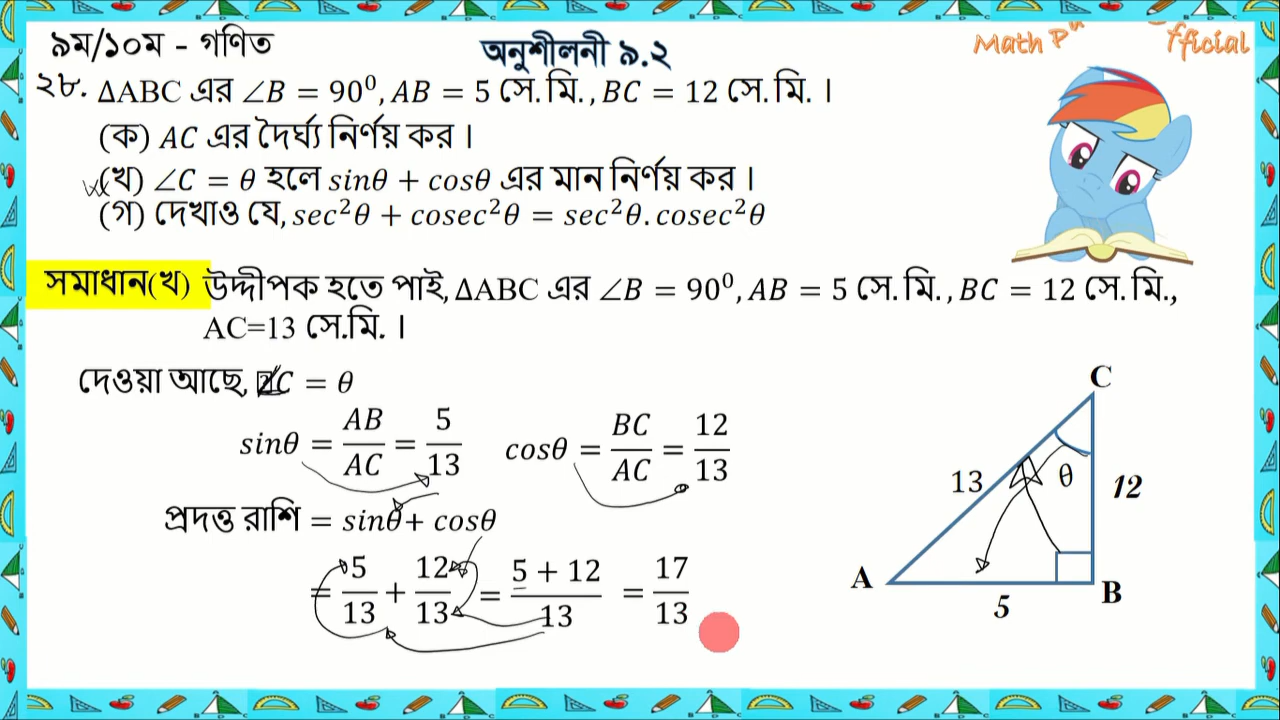 ৯ম/১০ম - গণিত
অনুশীলনী ৯.২
Math fficial
২৮. ΔABC এর ∠B = 90⁰, AB = 5 সে. মি. , BC = 12 সে. মি. ।
(ক) AC এর দৈর্ঘ্য নির্ণয় কর ।
(খ) ∠C = θ হলে sinθ + cosθ এর মান নির্ণয় কর ।
(গ) দেখাও যে, sec²θ + cosec²θ = sec²θ. cosec²θ
সমাধান(খ) উদ্দীপক হতে পাই, ΔABC এর ∠B = 90⁰, AB = 5 সে. মি. , BC = 12 সে. মি.,
AC=13 সে.মি. ।
দেওয়া আছে, ∠C = θ
sinθ = AB/AC = 5/13 cosθ = BC/AC = 12/13
প্রদত্ত রাশি = sinθ + cosθ
= 5/13 + 12/13 = (5 + 12)/13 = 17/13
C
13 θ 12
A B
5